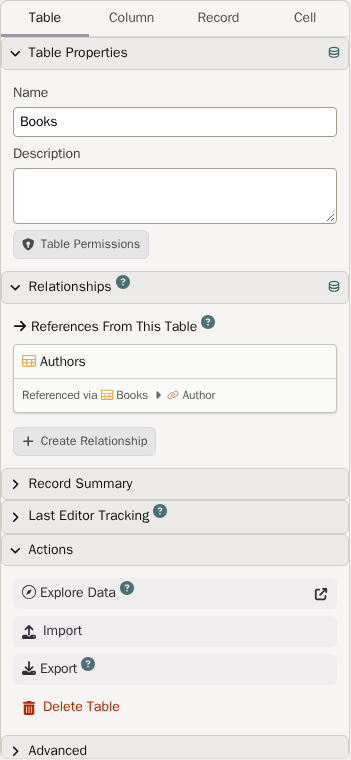 Table Column Record Cell
Table Properties
Name
Books
Description
Table Permissions
Relationships ?
References From This Table ?
Authors
Referenced via Books Author
Create Relationship
Record Summary
Last Editor Tracking ?
Actions
Explore Data ?
Import
Export ?
Delete Table
Advanced